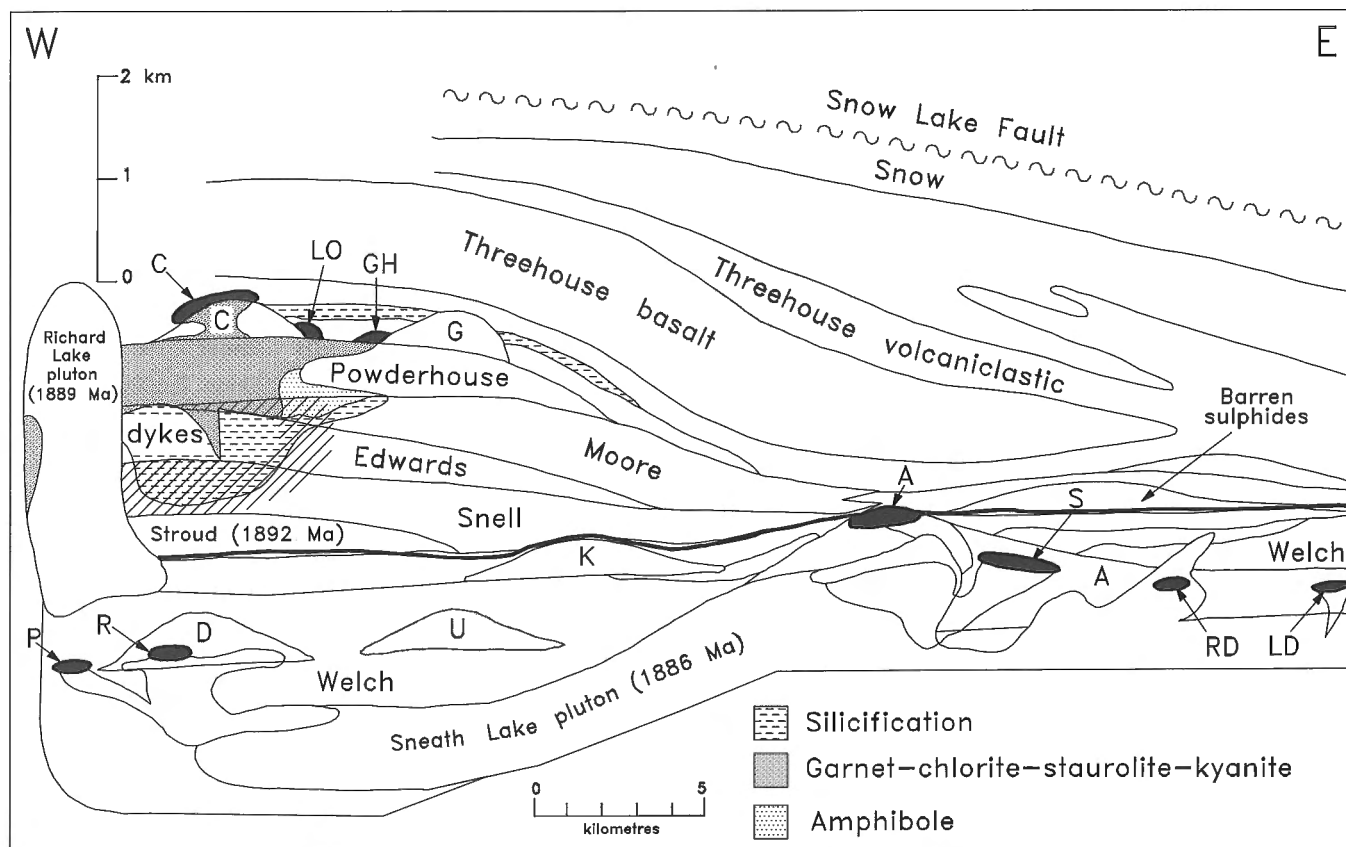 W
E
2 km
1
0
Snow Lake Fault
Snow
Threehouse basalt
Threehouse volcaniclastic
C
LO
GH
C
G
Richard
Lake
pluton
(1889 Ma)
Powderhouse
dykes
Edwards
Moore
Barren
sulphides
A
S
Snell
Stroud (1892 Ma)
K
A
Welch
P
R
D
U
RD
LD
Welch
Sneath Lake pluton (1886 Ma)
Silicification
Garnet-chlorite-staurolite-kyanite
Amphibole
0
5
kilometres